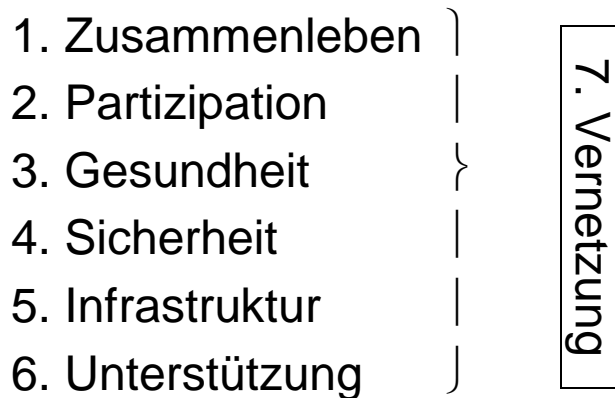 1. Zusammenleben
2. Partizipation
3. Gesundheit
4. Sicherheit
5. Infrastruktur
6. Unterstützung
7. Vernetzung